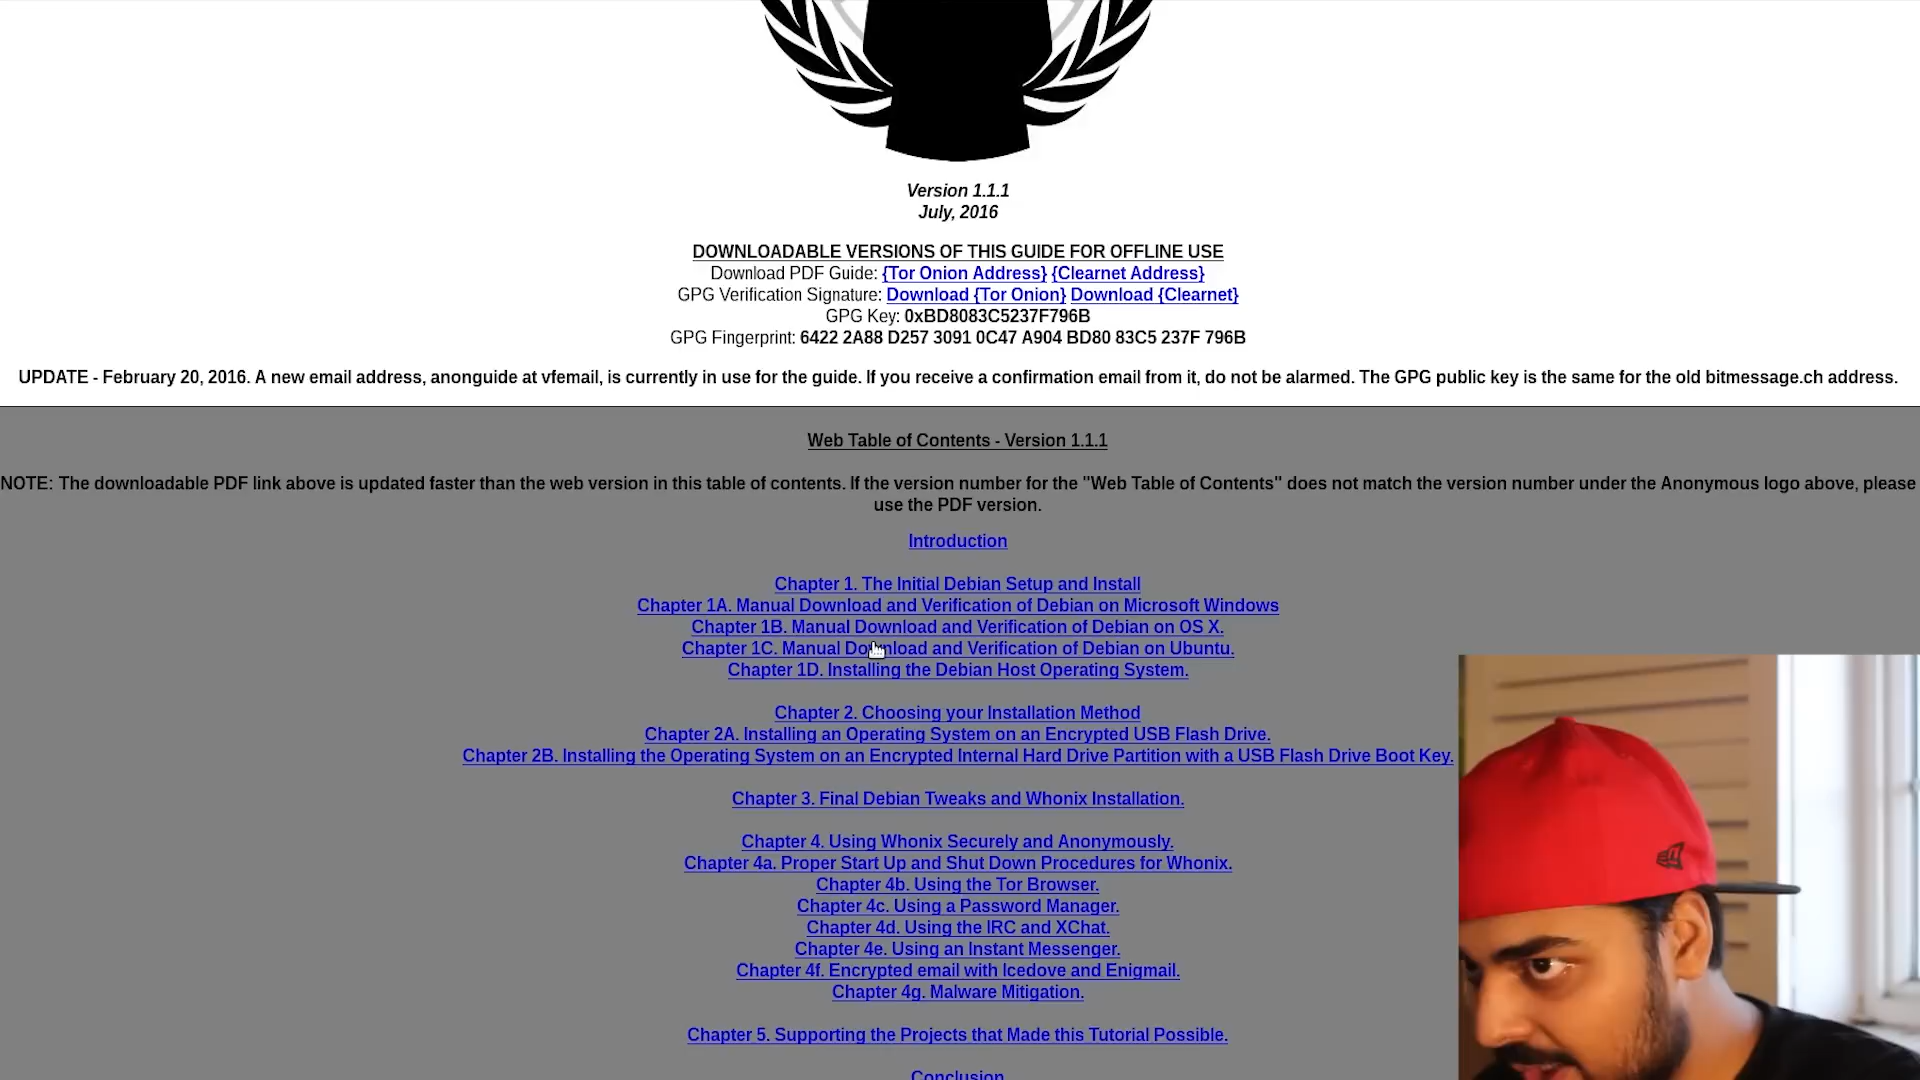 Version 1.1.1
July, 2016
DOWNLOADABLE VERSIONS OF THIS GUIDE FOR OFFLINE USE
Download PDF Guide: {Tor Onion Address} {Clearnet Address}
GPG Verification Signature: Download {Tor Onion} Download {Clearnet}
GPG Key: 0xBD8083C5237F796B
GPG Fingerprint: 6422 2A88 D257 3091 0C47 A904 BD80 83C5 237F 796B
UPDATE - February 20, 2016. A new email address, anonguide at vfemail, is currently in use for the guide. If you receive a confirmation email from it, do not be alarmed. The GPG public key is the same for the old bitmessage.ch address.
Web Table of Contents - Version 1.1.1
NOTE: The downloadable PDF link above is updated faster than the web version in this table of contents. If the version number for the "Web Table of Contents" does not match the version number under the Anonymous logo above, please
use the PDF version.
Introduction
Chapter 1. The Initial Debian Setup and Install
Chapter 1A. Manual Download and Verification of Debian on Microsoft Windows
Chapter 1B. Manual Download and Verification of Debian on OS X.
Chapter 1C. Manual Download and Verification of Debian on Ubuntu.
Chapter 1D. Installing the Debian Host Operating System.
Chapter 2. Choosing your Installation Method
Chapter 2A. Installing an Operating System on an Encrypted USB Flash Drive.
Chapter 2B. Installing the Operating System on an Encrypted Internal Hard Drive Partition with a USB Flash Drive Boot Key.
Chapter 3. Final Debian Tweaks and Whonix Installation.
Chapter 4. Using Whonix Securely and Anonymously.
Chapter 4a. Proper Start Up and Shut Down Procedures for Whonix.
Chapter 4b. Using the Tor Browser.
Chapter 4c. Using a Password Manager.
Chapter 4d. Using the IRC and XChat.
Chapter 4e. Using an Instant Messenger.
Chapter 4f. Encrypted email with Icedove and Enigmail.
Chapter 4g. Malware Mitigation.
Chapter 5. Supporting the Projects that Made this Tutorial Possible.
Conclusion